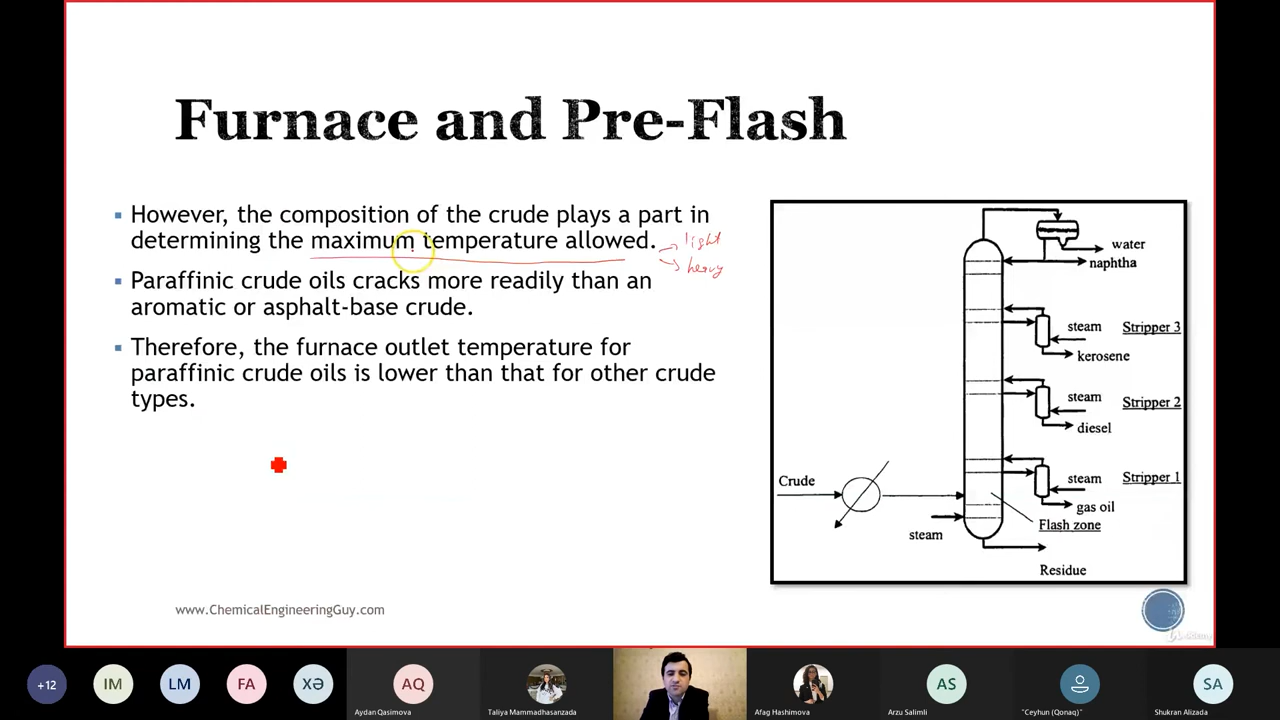 Furnace and Pre-Flash
However, the composition of the crude plays a part in
determining the maximum temperature allowed.
light
heavy
Paraffinic crude oils cracks more readily than an
aromatic or asphalt-base crude.
Therefore, the furnace outlet temperature for
paraffinic crude oils is lower than that for other crude
types.
water
naphtha
steam
Stripper 3
kerosene
steam
Stripper 2
diesel
Crude
steam
Stripper 1
gas oil
Flash zone
steam
Residue
www.ChemicalEngineeringGuy.com
+12
IM
LM
FA
XƏ
AQ
Aydan Qasimova
Taliya Mammadhasanzada
Afag Hashimova
AS
Arzu Salimli
"Ceyhun (Qonaq)"
SA
Shukran Alizada